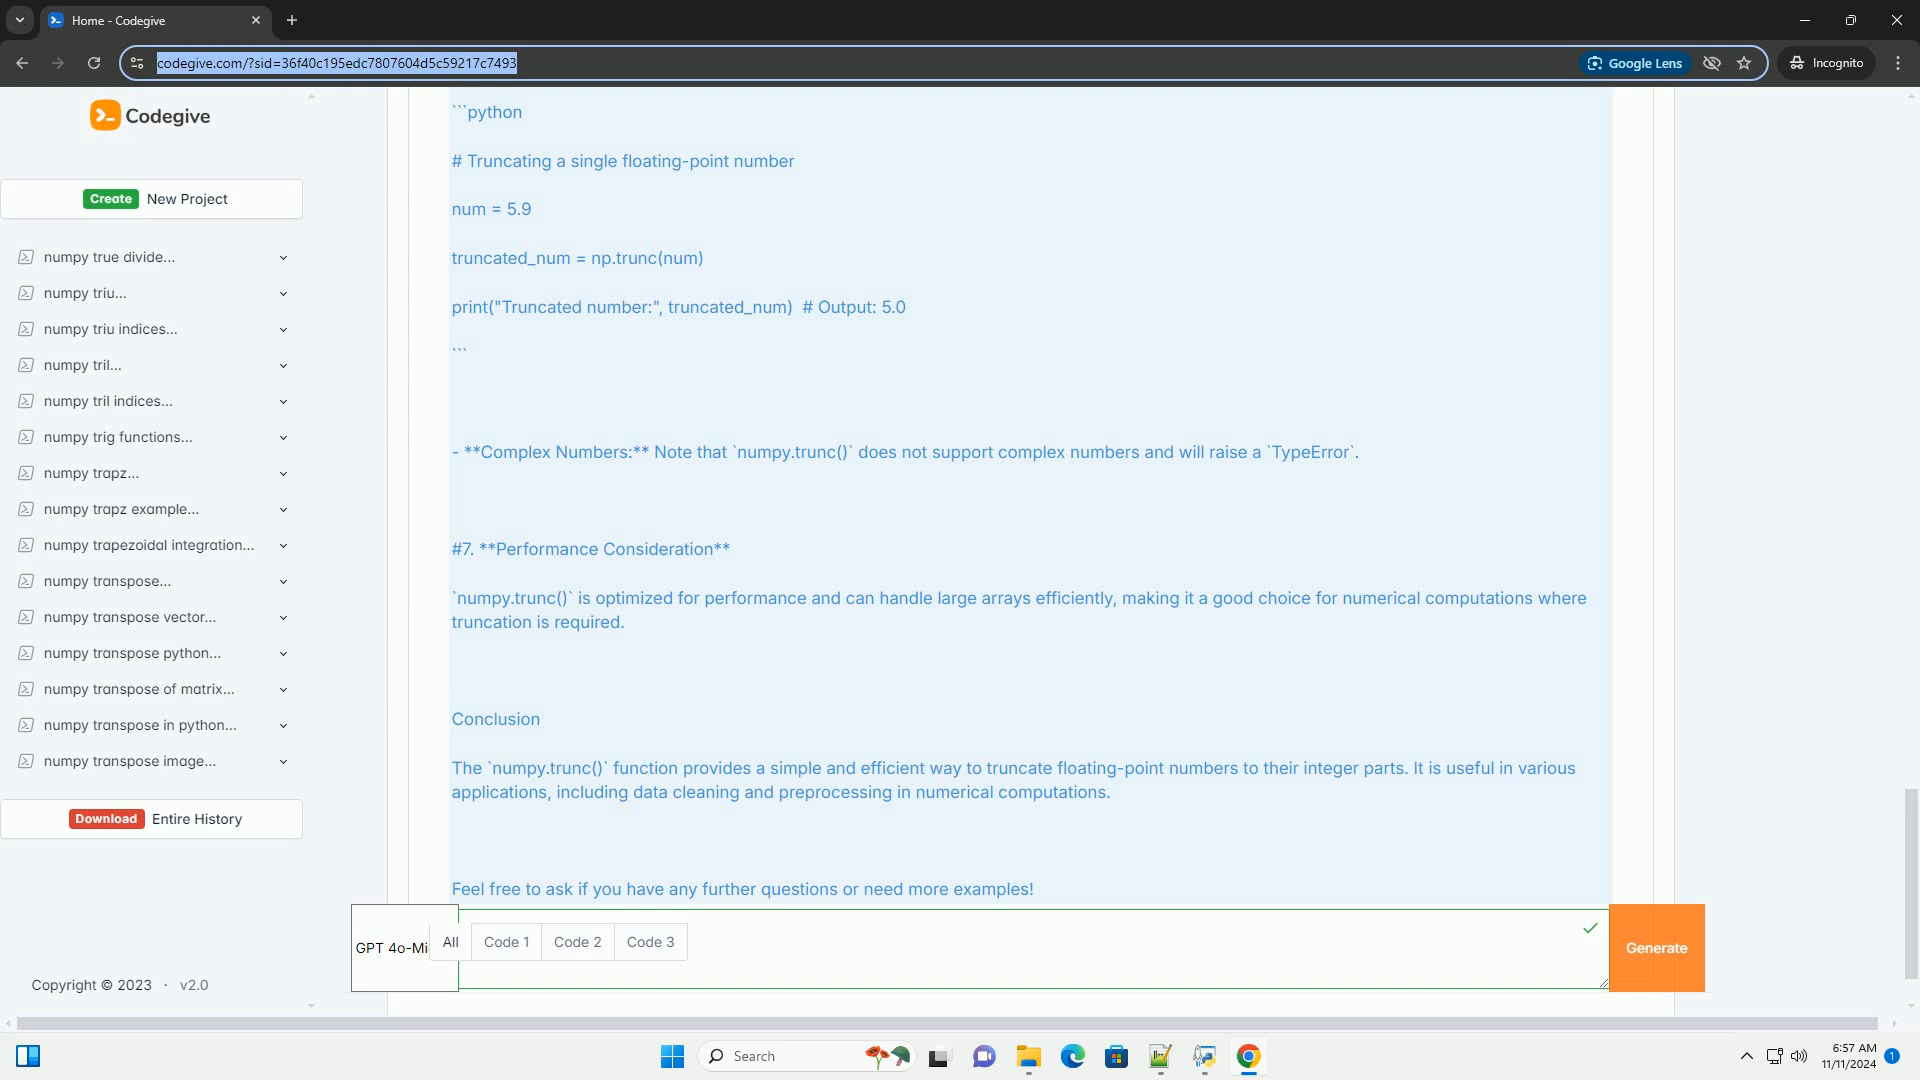 Home - Codegive
codegive.com/?sid=36f40c195edc7807604d5c59217c7493
Google Lens
Incognito
Codegive
Create New Project
numpy true divide...
numpy triu...
numpy triu indices...
numpy tril...
numpy tril indices...
numpy trig functions...
numpy trapz...
numpy trapz example...
numpy trapezoidal integration...
numpy transpose...
numpy transpose vector...
numpy transpose python...
numpy transpose of matrix...
numpy transpose in python...
numpy transpose image...
Download Entire History
Copyright © 2023 · v2.0
```python
# Truncating a single floating-point number
num = 5.9
truncated_num = np.trunc(num)
print("Truncated number:", truncated_num)  # Output: 5.0
```
- **Complex Numbers:** Note that `numpy.trunc()` does not support complex numbers and will raise a `TypeError`.
#7. **Performance Consideration**
`numpy.trunc()` is optimized for performance and can handle large arrays efficiently, making it a good choice for numerical computations where
truncation is required.
Conclusion
The `numpy.trunc()` function provides a simple and efficient way to truncate floating-point numbers to their integer parts. It is useful in various
applications, including data cleaning and preprocessing in numerical computations.
Feel free to ask if you have any further questions or need more examples!
GPT 4o-Mi
All
Code 1
Code 2
Code 3
Generate
Search
6:57 AM
11/11/2024
1